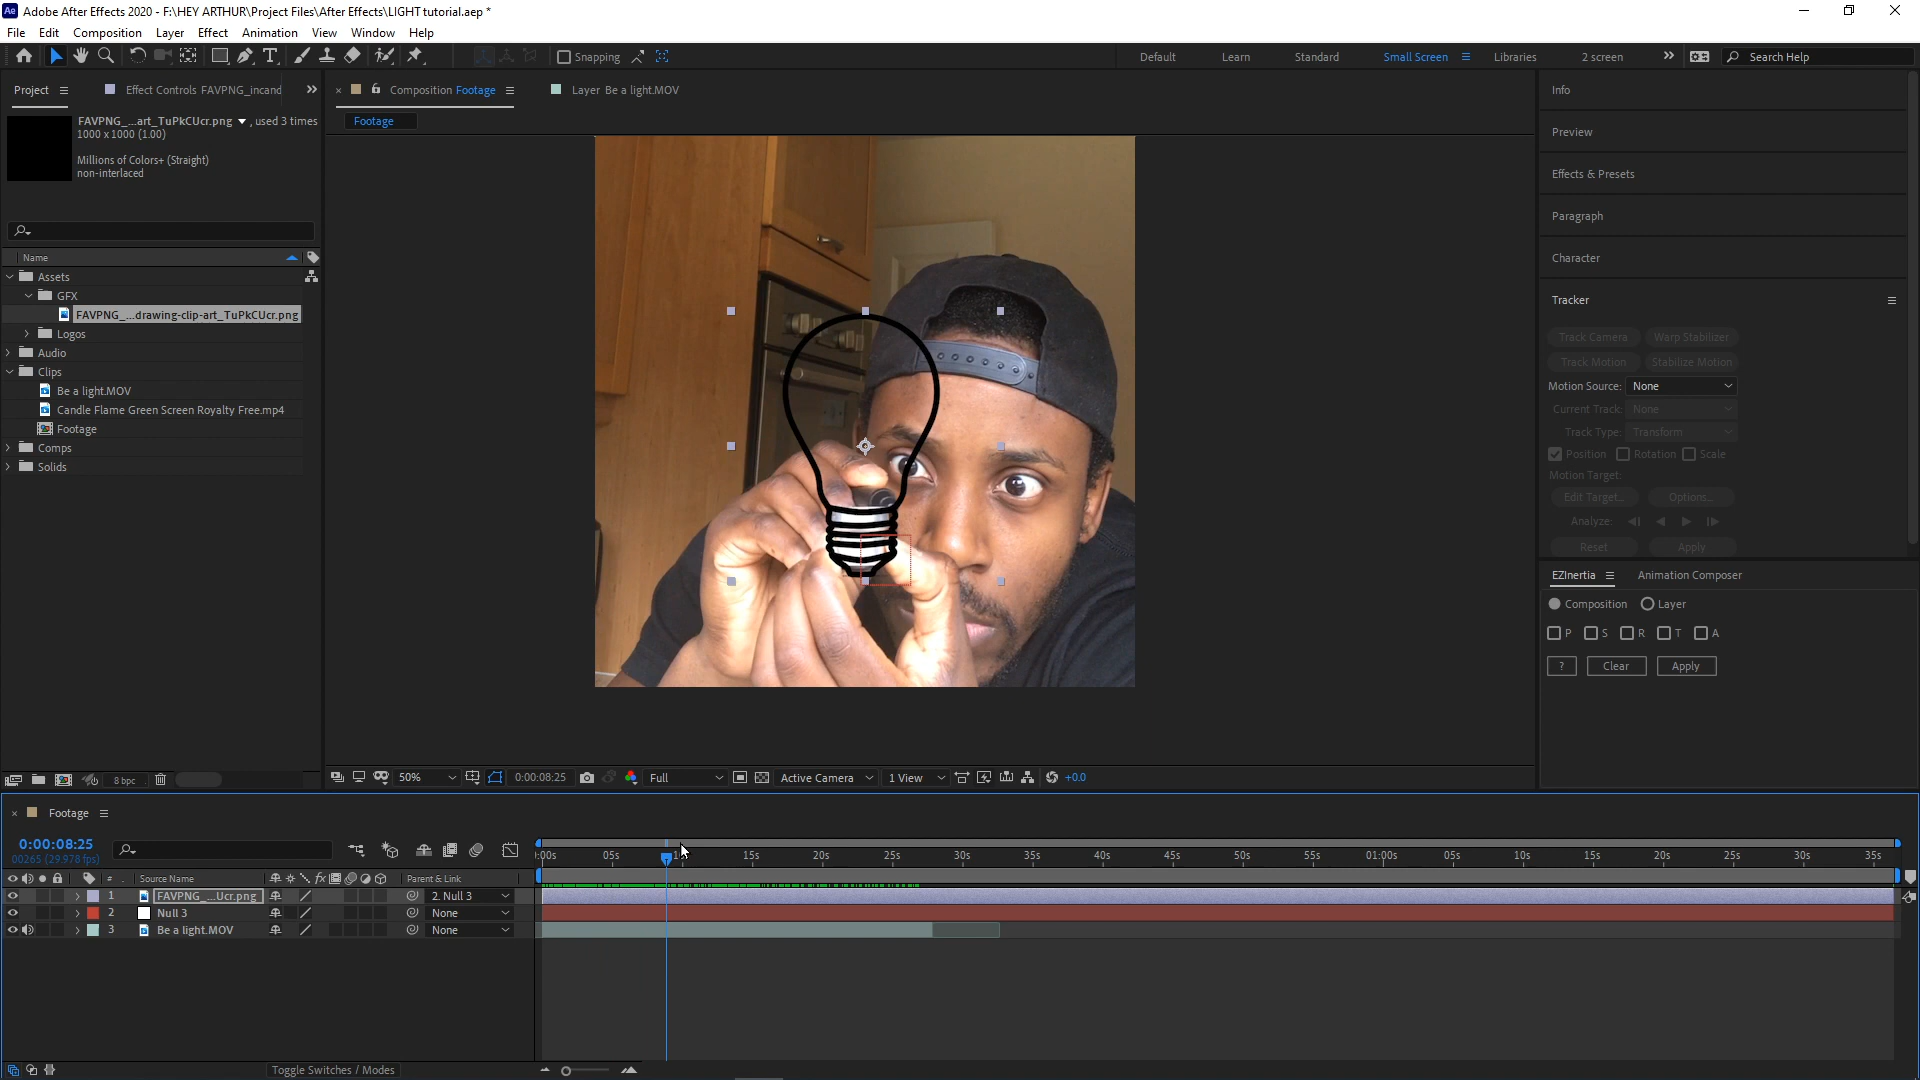 Adobe After Effects 2020 - F:\HEY ARTHUR\Project Files\After Effects\LIGHT tutorial.aep *
File Edit Composition Layer Effect Animation View Window Help
Snapping Default Learn Standard Small Screen Libraries 2 screen Search Help
Project Effect Controls FAVPNG_incand
Composition Footage Layer Be a light.MOV
Footage
FAVPNG_...art_TuPkCUcr.png , used 3 times
1000 x 1000 (1.00)
Millions of Colors+ (Straight)
non-interlaced
Name
Assets
GFX
FAVPNG_...drawing-clip-art_TuPkCUcr.png
Logos
Audio
Clips
Be a light.MOV
Candle Flame Green Screen Royalty Free.mp4
Footage
Comps
Solids
8 bpc
50% 0:00:08:25 Full Active Camera 1 View +0.0
Info
Preview
Effects & Presets
Paragraph
Character
Tracker
Track Camera Warp Stabilizer
Track Motion Stabilize Motion
Motion Source: None
Current Track: None
Track Type: Transform
Position Rotation Scale
Motion Target:
Edit Target... Options...
Analyze:
Reset Apply
EZInertia Animation Composer
Composition Layer
P S R T A
? Clear Apply
Footage
0:00:08:25
00265 (29.978 fps)
:00s 05s 15s 20s 25s 30s 35s 40s 45s 50s 55s 01:00s 05s 10s 15s 20s 25s 30s 35s
# Source Name Parent & Link
1 FAVPNG_...Ucr.png 2. Null 3
2 Null 3 None
3 Be a light.MOV None
Toggle Switches / Modes